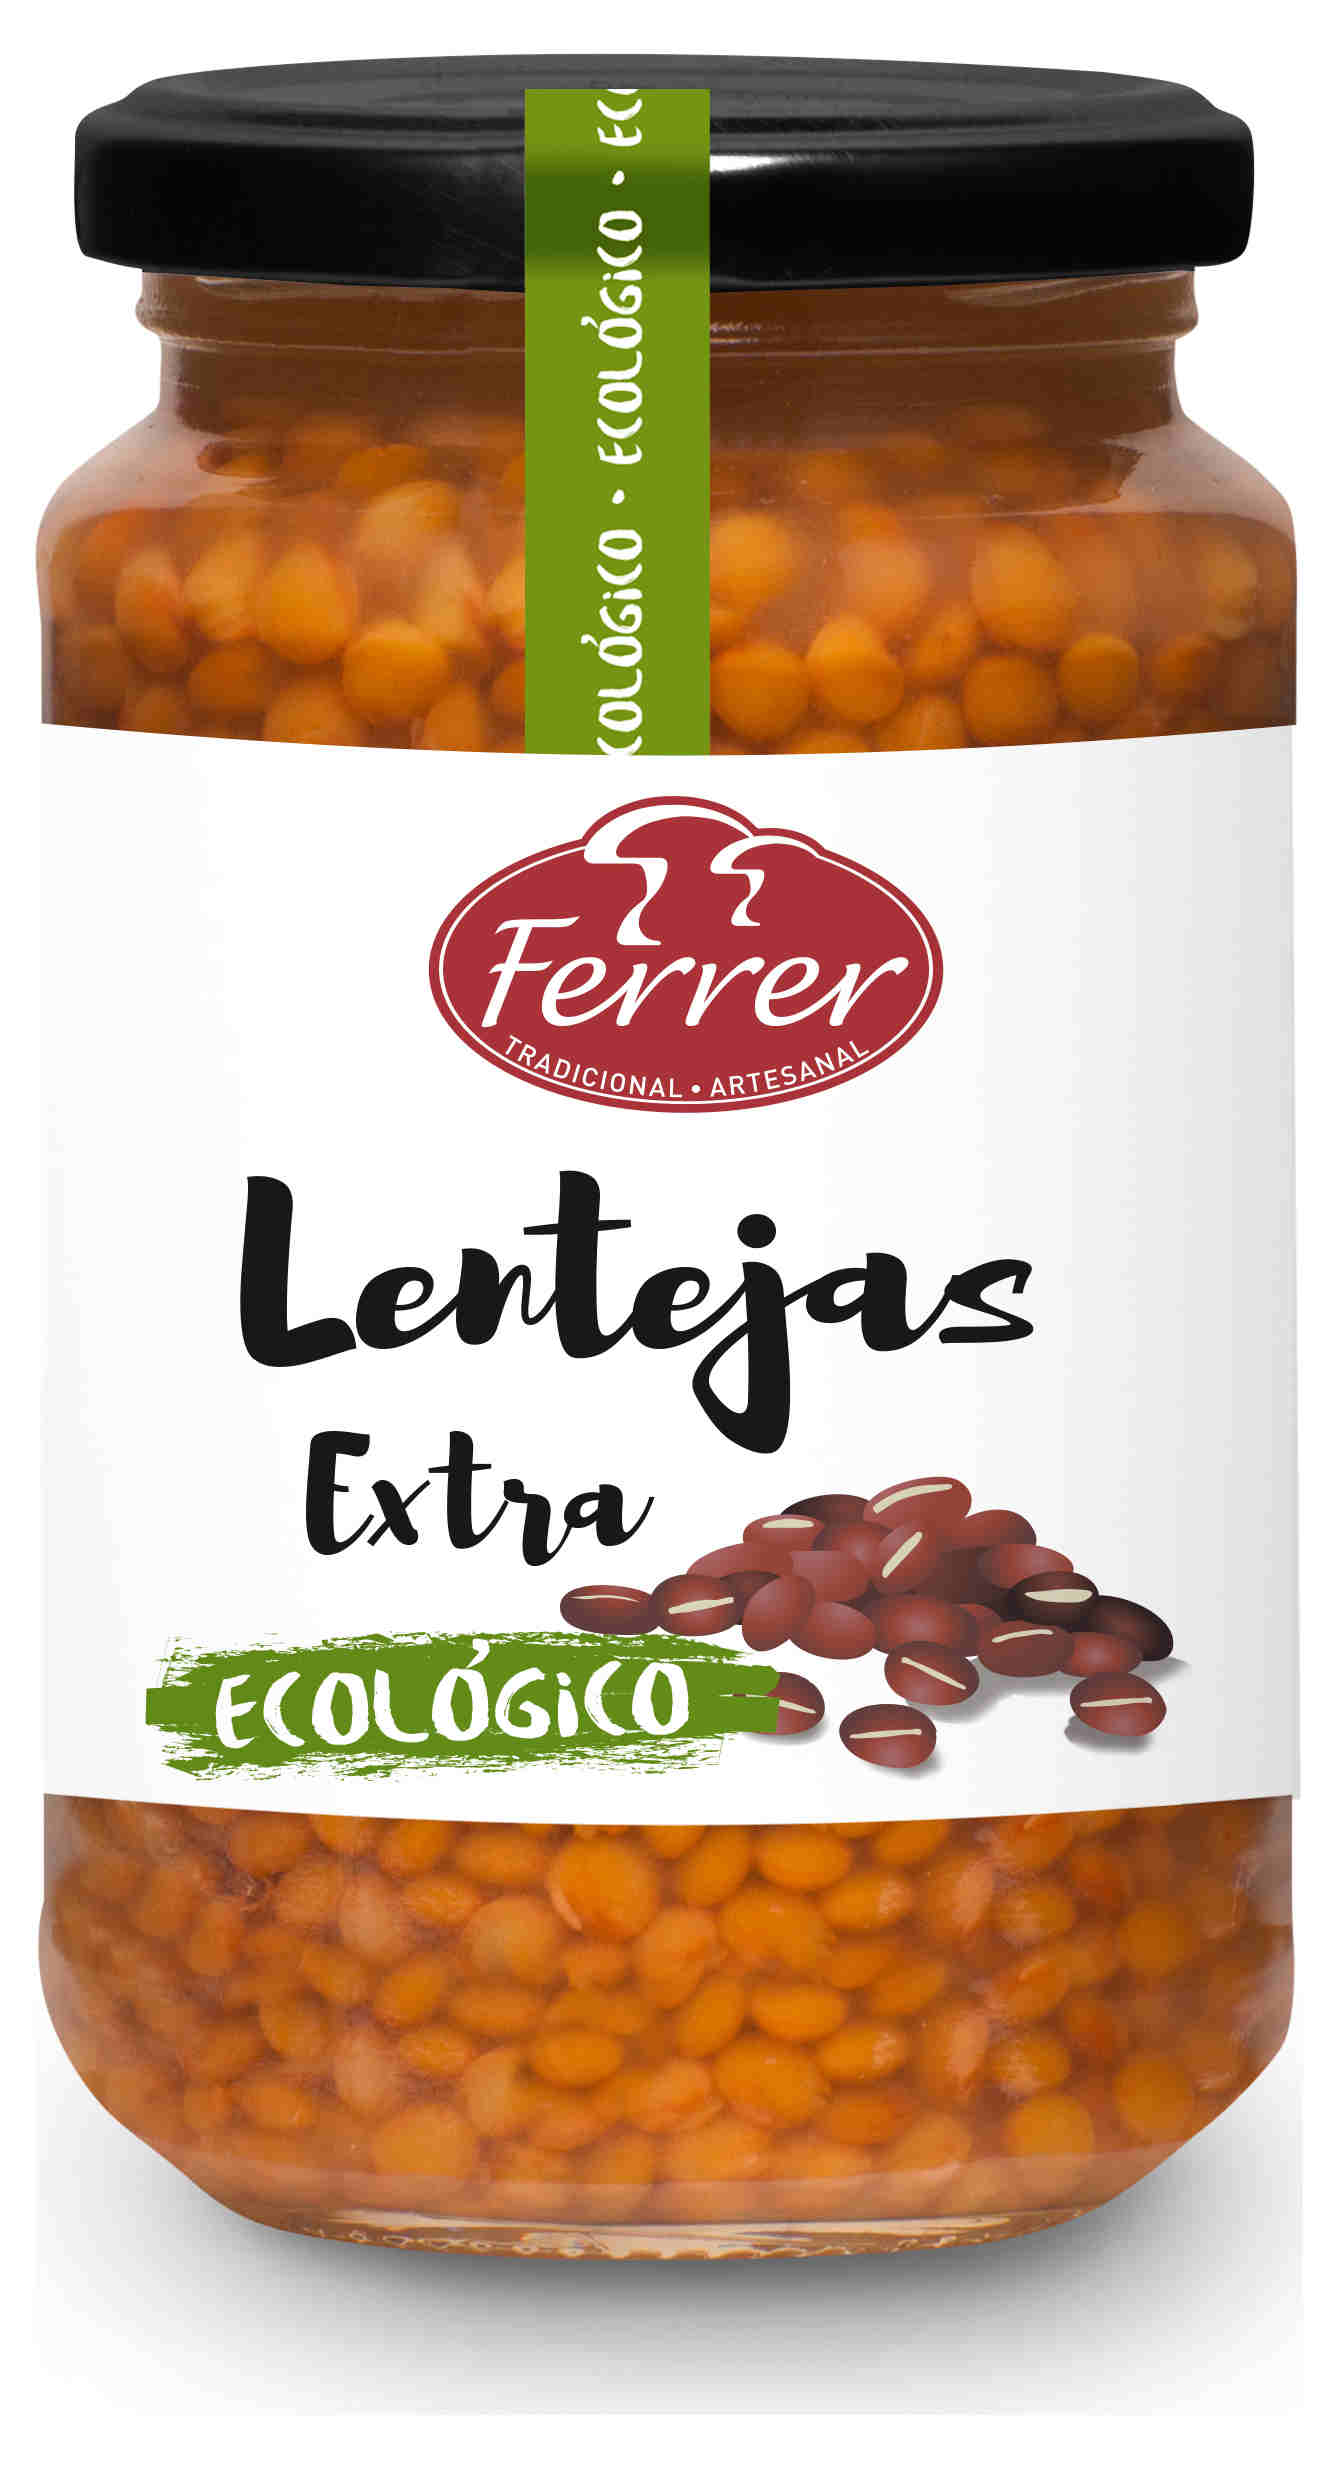 ECOLÓGICO · ECOLÓGICO · EC
Ferrer
TRADICIONAL • ARTESANAL
Lentejas
Extra
ECOLÓGICO